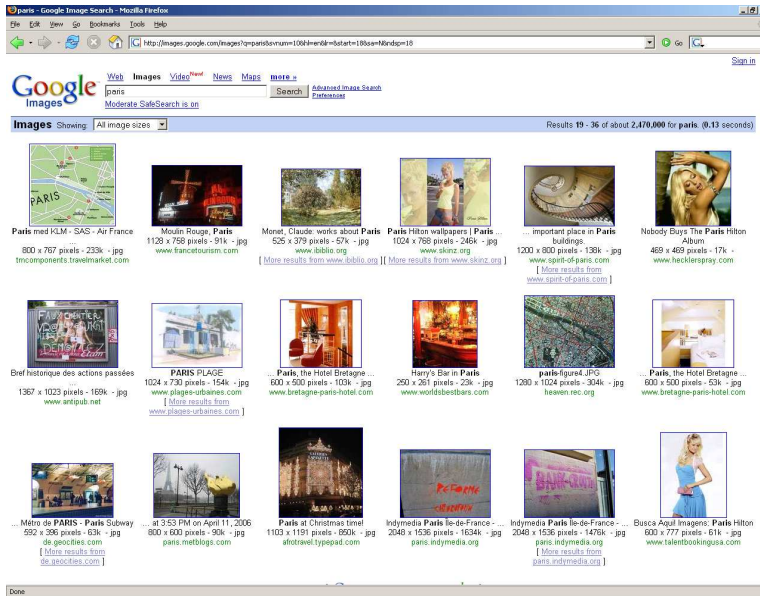 paris - Google Image Search - Mozilla Firefox
File Edit View Go Bookmarks Tools Help
http://images.google.com/images?q=paris&svnum=10&hl=en&lr=&start=18&sa=N&ndsp=18
Go
Sign in
Google Images
Web Images Video New! News Maps more »
paris Search Advanced Image Search
Preferences
Moderate SafeSearch is on
Images Showing: All image sizes Results 19 - 36 of about 2,470,000 for paris. (0.13 seconds)
PARIS
Paris med KLM - SAS - Air France
800 x 767 pixels - 233k - jpg
tmcomponents.travelmarket.com
Moulin Rouge, Paris
1128 x 758 pixels - 91k - jpg
www.francetourism.com
Monet, Claude: works about Paris
525 x 379 pixels - 57k - jpg
www.ibiblio.org
[ More results from www.ibiblio.org ]
Paris Hilton wallpapers | Paris ...
1024 x 768 pixels - 246k - jpg
www.skinz.org
[ More results from www.skinz.org ]
... important place in Paris
buildings.
1200 x 800 pixels - 138k - jpg
www.spirit-of-paris.com
[ More results from
www.spirit-of-paris.com ]
Nobody Buys The Paris Hilton
Album
469 x 469 pixels - 17k -
www.hecklerspray.com
Bref historique des actions passées
...
1367 x 1023 pixels - 169k - jpg
www.antipub.net
PARIS PLAGE
1024 x 730 pixels - 154k - jpg
www.plages-urbaines.com
[ More results from
www.plages-urbaines.com ]
... Paris, the Hotel Bretagne ...
600 x 500 pixels - 103k - jpg
www.bretagne-paris-hotel.com
Harry's Bar in Paris
250 x 261 pixels - 23k - jpg
www.worldsbestbars.com
paris-figure4.JPG
1280 x 1024 pixels - 304k - jpg
heaven.rec.org
... Paris, the Hotel Bretagne ...
600 x 500 pixels - 53k - jpg
www.bretagne-paris-hotel.com
... Métro de PARIS - Paris Subway
592 x 396 pixels - 63k - jpg
de.geocities.com
[ More results from
de.geocities.com ]
... at 3:53 PM on April 11, 2006
800 x 600 pixels - 90k - jpg
paris.metblogs.com
Paris at Christmas time!
1103 x 1191 pixels - 850k - jpg
afrotravel.typepad.com
Indymedia Paris Île-de-France - ...
2048 x 1536 pixels - 1634k - jpg
paris.indymedia.org
Indymedia Paris Île-de-France - ...
2048 x 1536 pixels - 1476k - jpg
paris.indymedia.org
[ More results from
paris.indymedia.org ]
Busca Aquil Imagens: Paris Hilton
600 x 777 pixels - 61k - jpg
www.talentbookingusa.com
Done